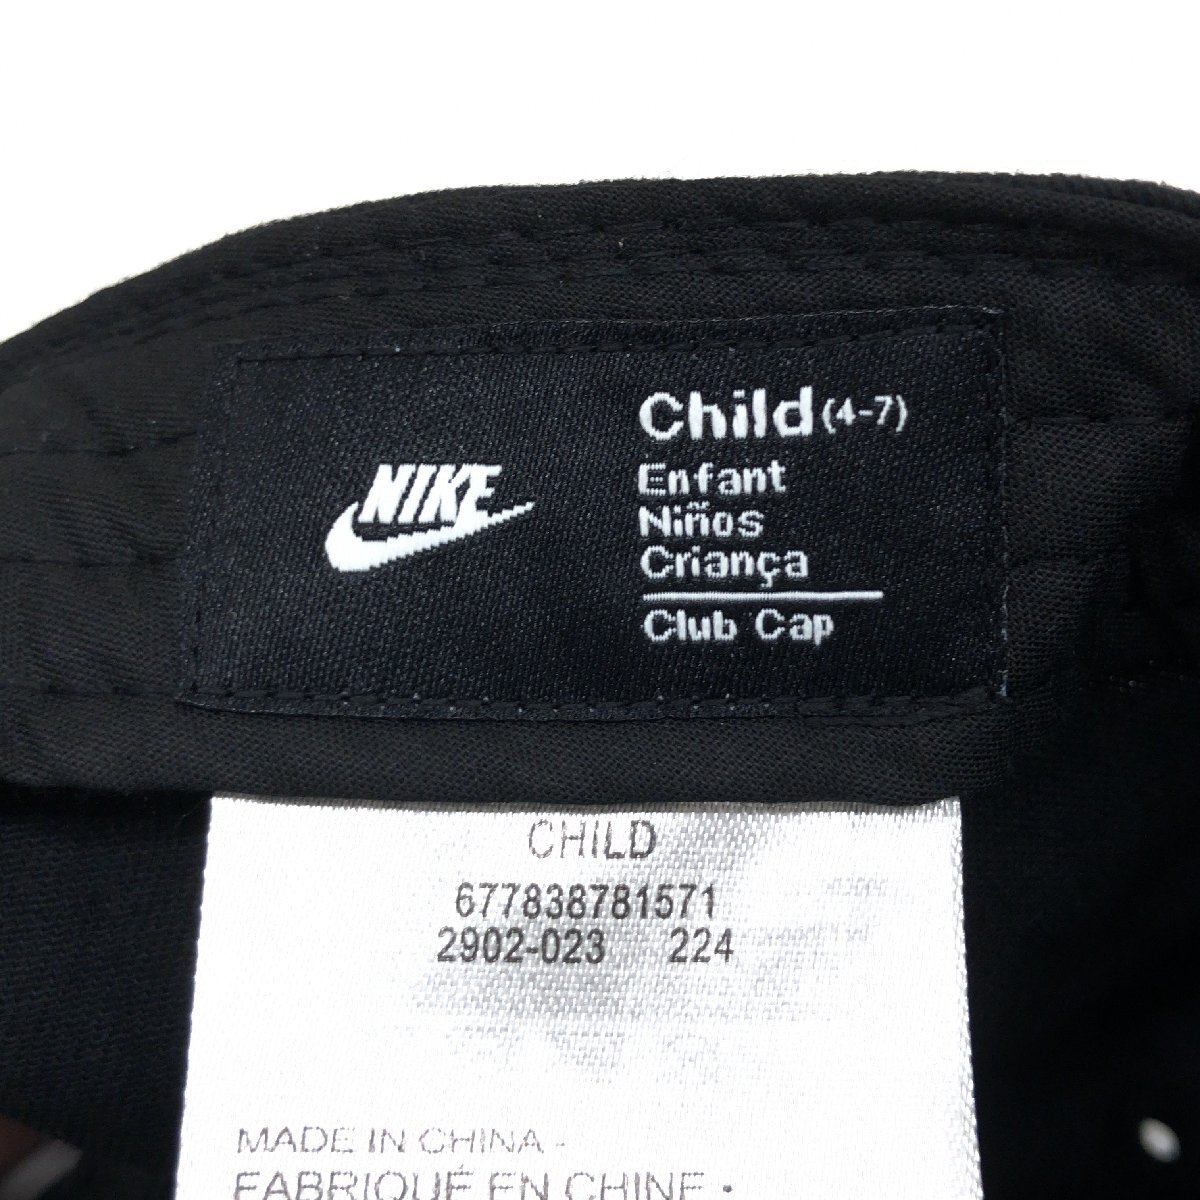 NIKE
Child (4-7)
Enfant
Niños
Criança
Club Cap
CHILD
677838781571
2902-023 224
MADE IN CHINA -
FABRIQUÉ EN CHINE •